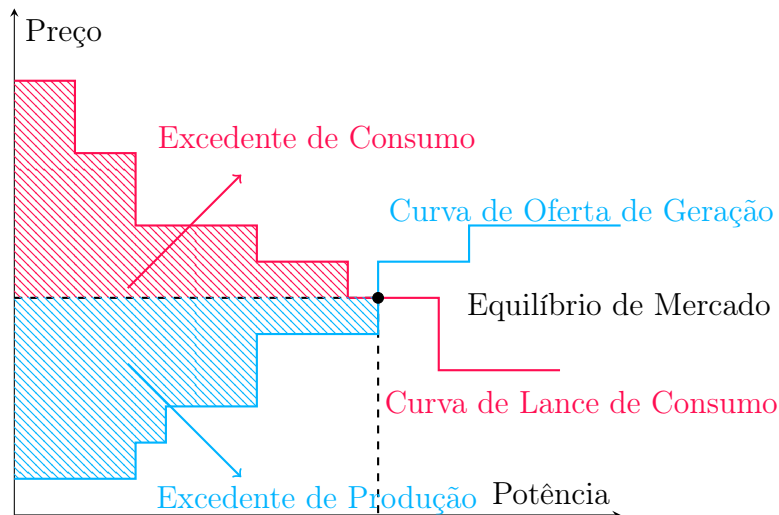 Preço
Excedente de Consumo
Curva de Oferta de Geração
Equilíbrio de Mercado
Curva de Lance de Consumo
Excedente de Produção
Potência